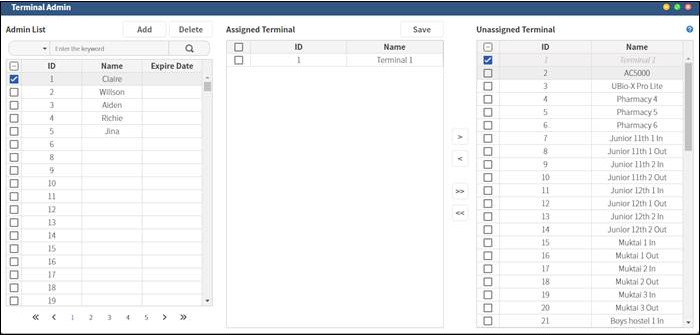 Terminal Admin
Admin List
Add
Delete
Enter the keyword
ID Name Expire Date
1 Claire
2 Willson
3 Aiden
4 Richie
5 Jina
6
8
9
10
11
12
13
14
15
16
17
18
19
« < 1 2 3 4 5 > »
Assigned Terminal
Save
ID Name
1 Terminal 1
>
<
>>
<<
Unassigned Terminal
ID Name
1 Terminal 1
2 AC5000
3 UBio-X Pro Lite
4 Pharmacy 4
5 Pharmacy 5
6 Pharmacy 6
7 Junior 11th 1 In
8 Junior 11th 1 Out
9 Junior 11th 2 In
10 Junior 11th 2 Out
11 Junior 12th 1 In
12 Junior 12th 1 Out
13 Junior 12th 2 In
14 Junior 12th 2 Out
15 Muktai 1 In
16 Muktai 1 Out
17 Muktai 2 In
18 Muktai 2 Out
19 Muktai 3 In
20 Muktai 3 Out
21 Boys hostel 1 In